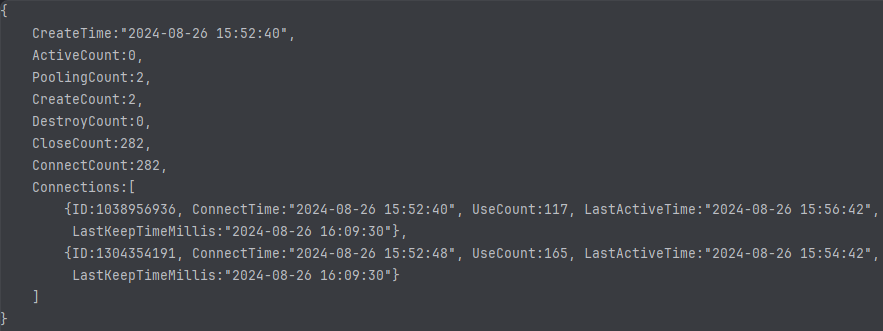 {
    CreateTime:"2024-08-26 15:52:40",
    ActiveCount:0,
    PoolingCount:2,
    CreateCount:2,
    DestroyCount:0,
    CloseCount:282,
    ConnectCount:282,
    Connections:[
        {ID:1038956936, ConnectTime:"2024-08-26 15:52:40", UseCount:117, LastActiveTime:"2024-08-26 15:56:42",
         LastKeepTimeMillis:"2024-08-26 16:09:30"},
        {ID:1304354191, ConnectTime:"2024-08-26 15:52:48", UseCount:165, LastActiveTime:"2024-08-26 15:54:42",
         LastKeepTimeMillis:"2024-08-26 16:09:30"}
    ]
}